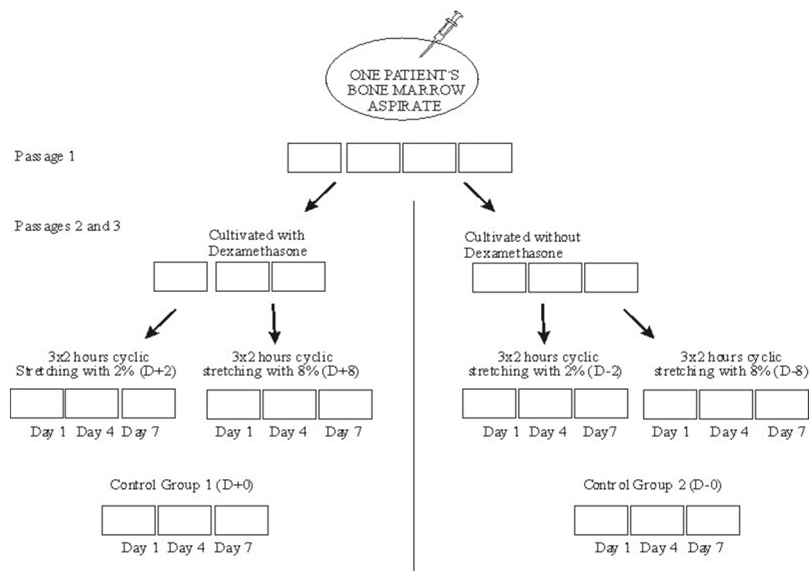 ONE PATIENT'S
BONE MARROW
ASPIRATE
Passage 1
Passages 2 and 3
Cultivated with
Dexamethasone
Cultivated without
Dexamethasone
3x2 hours cyclic
Stretching with 2% (D+2)
3x2 hours cyclic
stretching with 8% (D+8)
3x2 hours cyclic
stretching with 2% (D-2)
3x2 hours cyclic
stretching with 8% (D-8)
Day 1 Day 4 Day 7
Day 1 Day 4 Day 7
Day 1 Day 4 Day7
Day 1 Day 4 Day 7
Control Group 1 (D+0)
Control Group 2 (D-0)
Day 1 Day 4 Day 7
Day 1 Day 4 Day 7